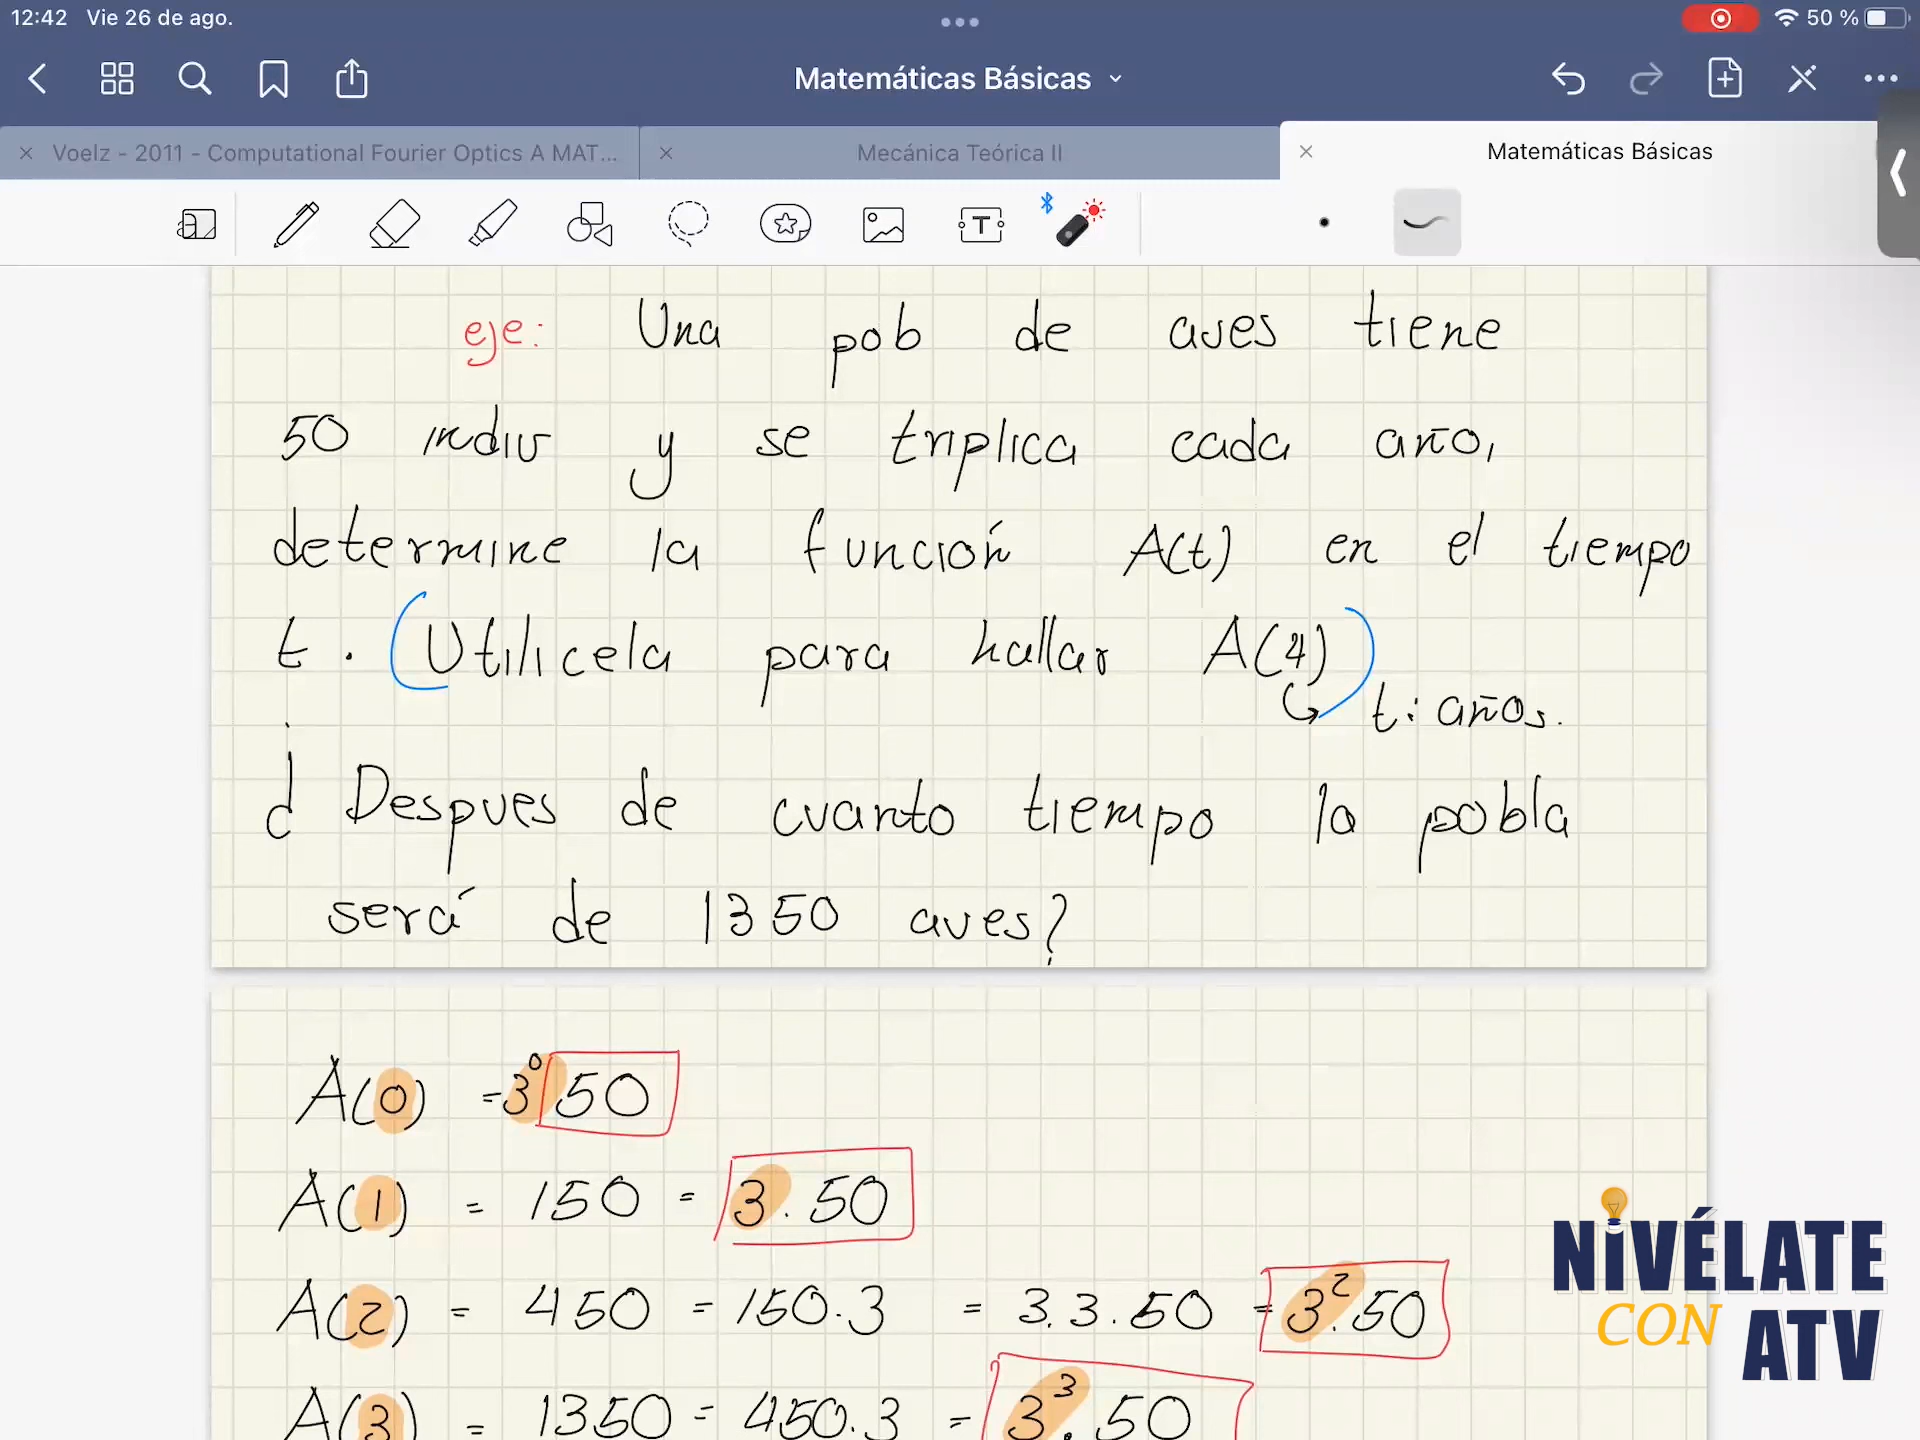 12:42 Vie 26 de ago. 50 %
Matemáticas Básicas
Voelz - 2011 - Computational Fourier Optics A MAT... Mecánica Teórica II Matemáticas Básicas
eje: Una pob de aves tiene
50 indiv y se triplica cada año,
determine la función A(t) en el tiempo
t. (Utilicela para hallar A(4))
t: años.
¿ Despues de cuanto tiempo la pobla
será de 1350 aves?
A(0) = 3⁰ 50
A(1) = 150 = 3.50
A(2) = 450 = 150.3 = 3.3.50 = 3².50
A(3) = 1350 = 450.3 = 3³.50
NIVÉLATE
CON
ATV